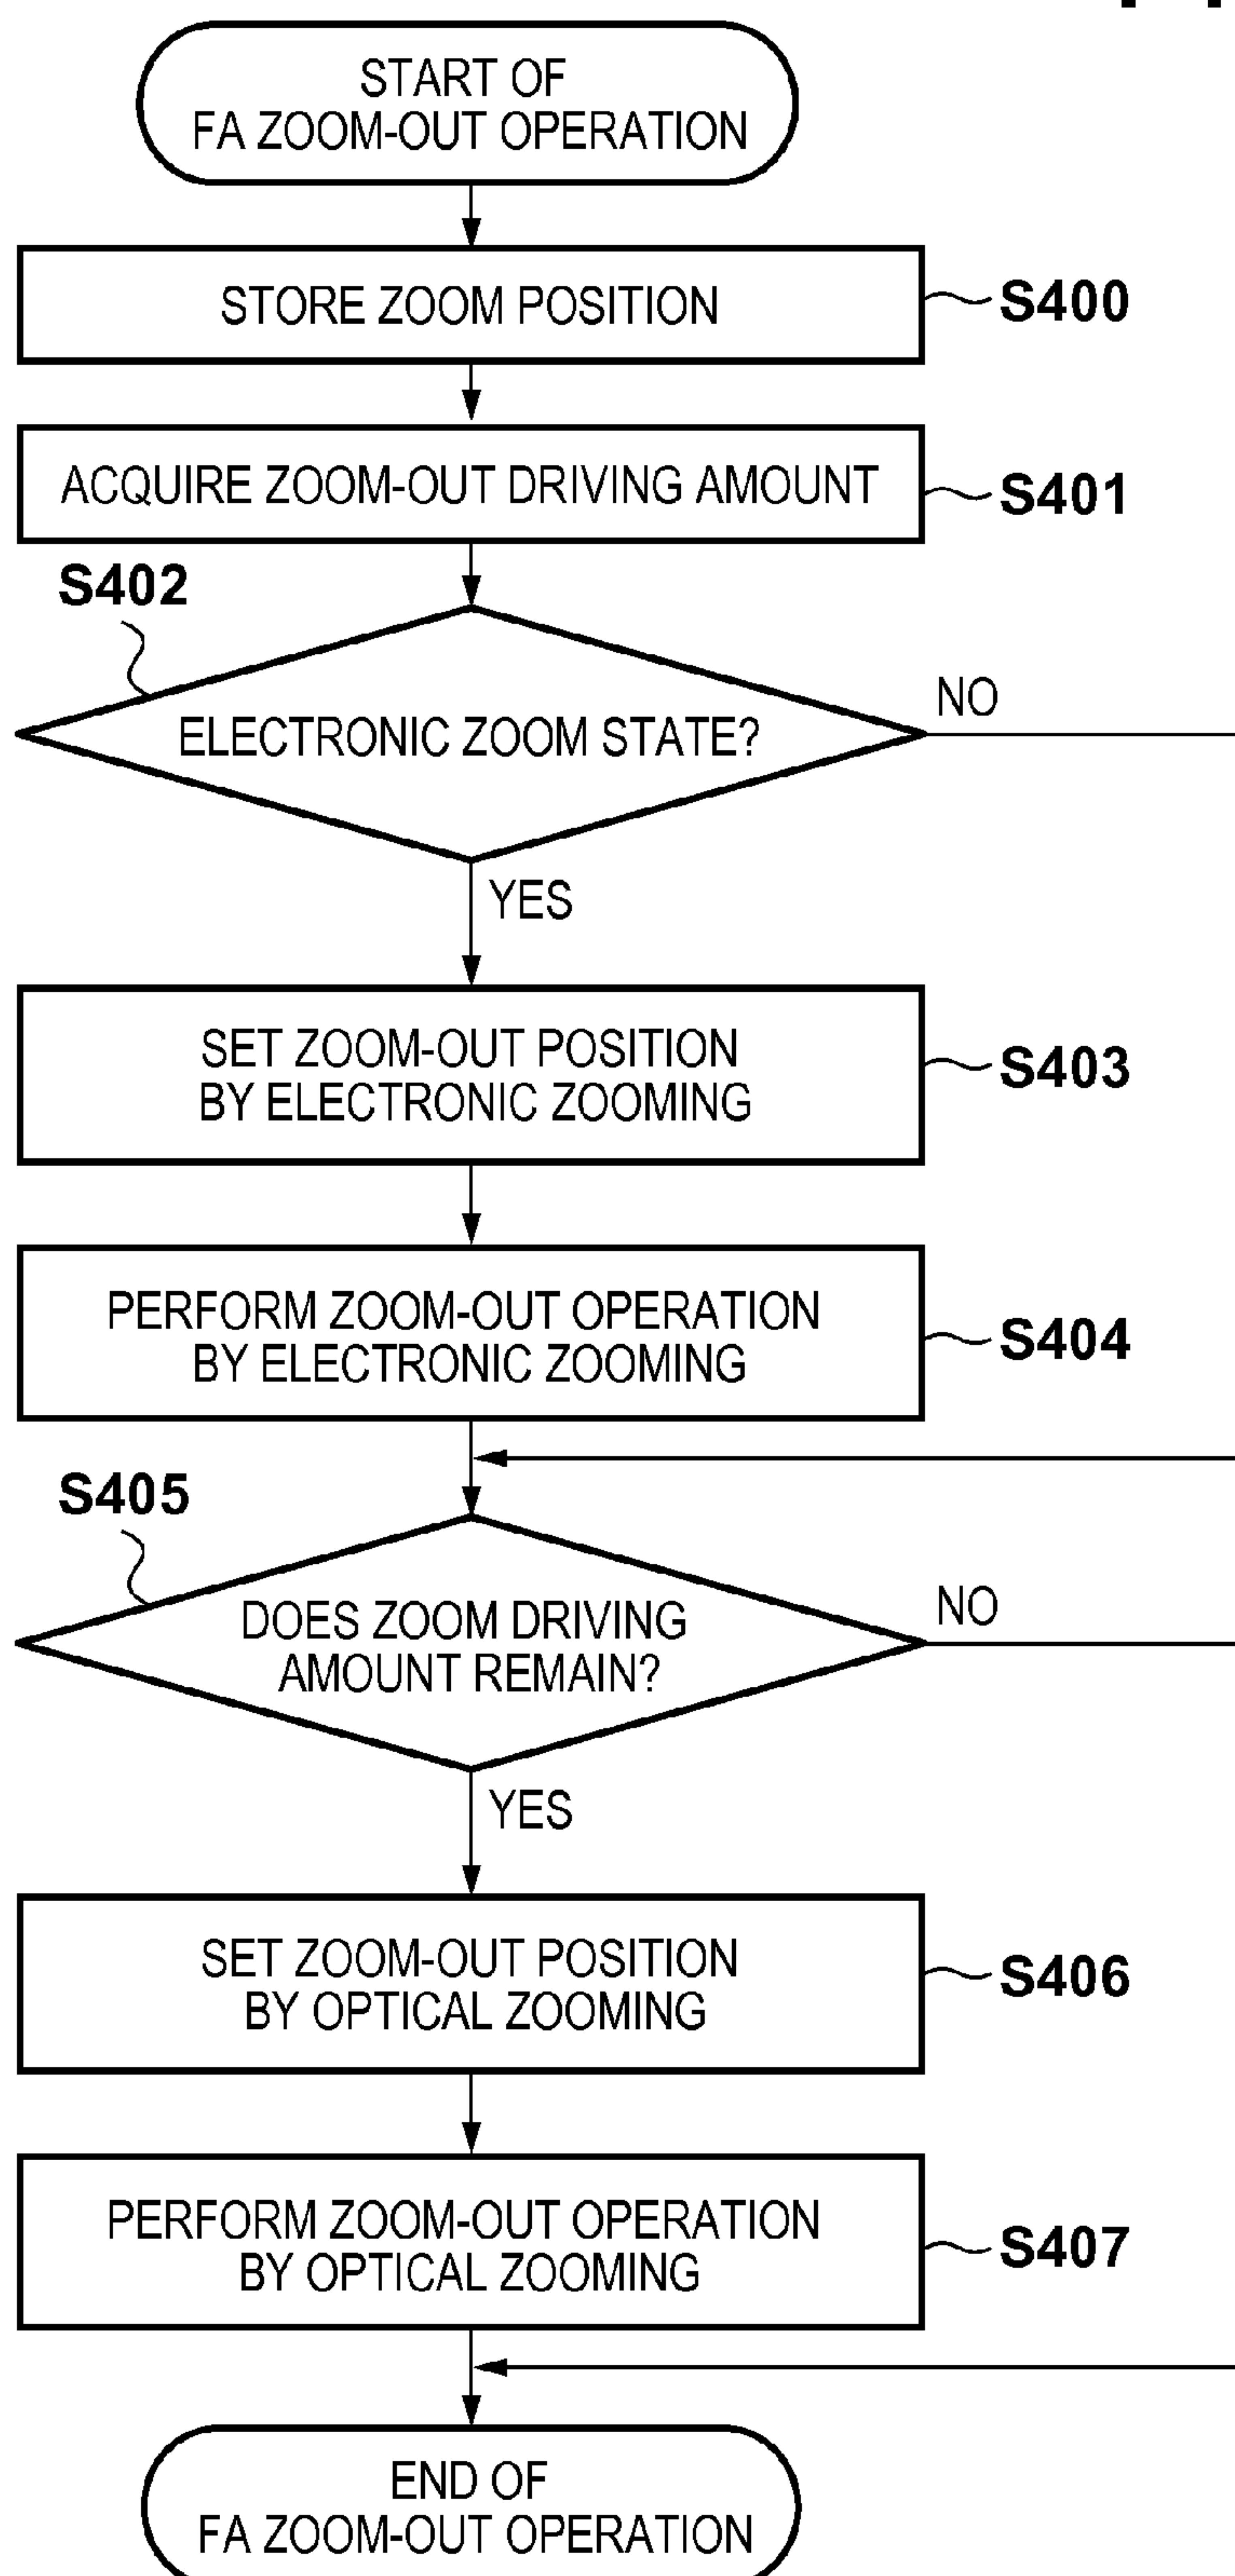 START OF
FA ZOOM-OUT OPERATION
STORE ZOOM POSITION
S400
ACQUIRE ZOOM-OUT DRIVING AMOUNT
S401
S402
ELECTRONIC ZOOM STATE?
NO
YES
SET ZOOM-OUT POSITION
BY ELECTRONIC ZOOMING
S403
PERFORM ZOOM-OUT OPERATION
BY ELECTRONIC ZOOMING
S404
S405
DOES ZOOM DRIVING
AMOUNT REMAIN?
NO
YES
SET ZOOM-OUT POSITION
BY OPTICAL ZOOMING
S406
PERFORM ZOOM-OUT OPERATION
BY OPTICAL ZOOMING
S407
END OF
FA ZOOM-OUT OPERATION